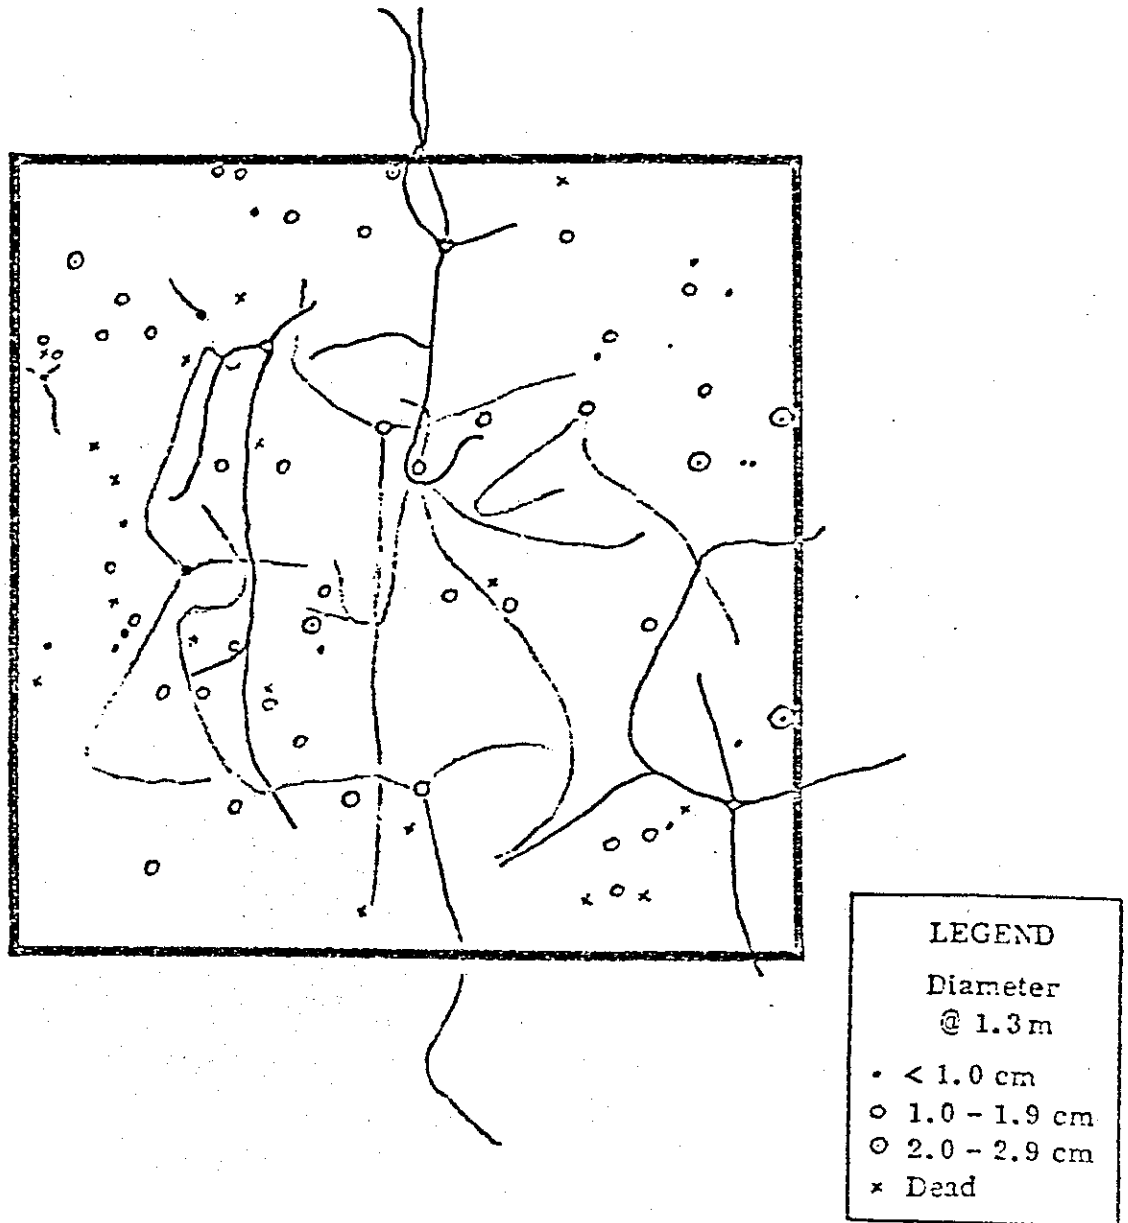 LEGEND
Diameter
@ 1.3 m
• < 1.0 cm
o 1.0 - 1.9 cm
⊙ 2.0 - 2.9 cm
x Dead